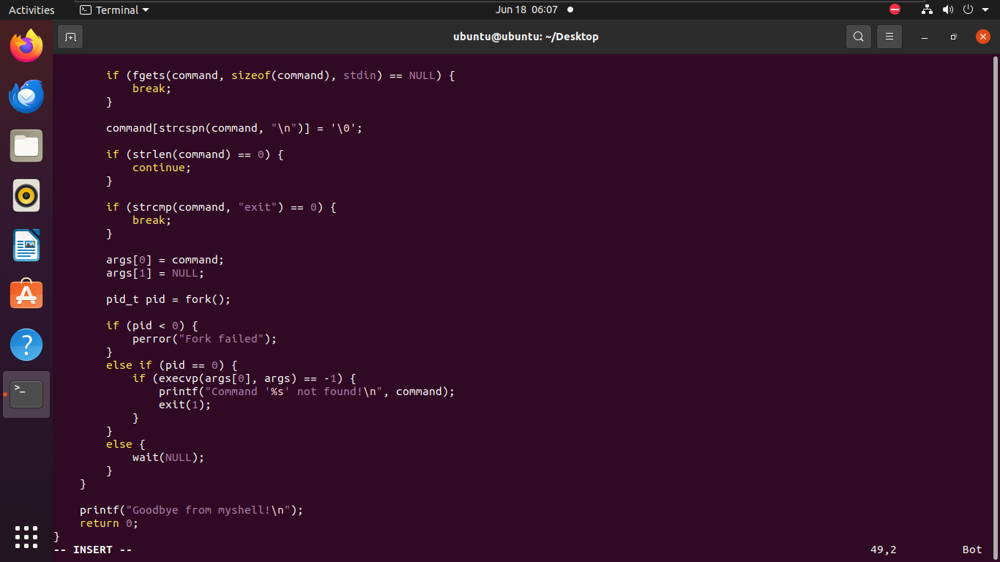 Activities Terminal Jun 18 06:07
ubuntu@ubuntu: ~/Desktop
        if (fgets(command, sizeof(command), stdin) == NULL) {
            break;
        }

        command[strcspn(command, "\n")] = '\0';

        if (strlen(command) == 0) {
            continue;
        }

        if (strcmp(command, "exit") == 0) {
            break;
        }

        args[0] = command;
        args[1] = NULL;

        pid_t pid = fork();

        if (pid < 0) {
            perror("Fork failed");
        }
        else if (pid == 0) {
            if (execvp(args[0], args) == -1) {
                printf("Command '%s' not found!\n", command);
                exit(1);
            }
        }
        else {
            wait(NULL);
        }
    }

    printf("Goodbye from myshell!\n");
    return 0;
}
-- INSERT -- 49,2 Bot